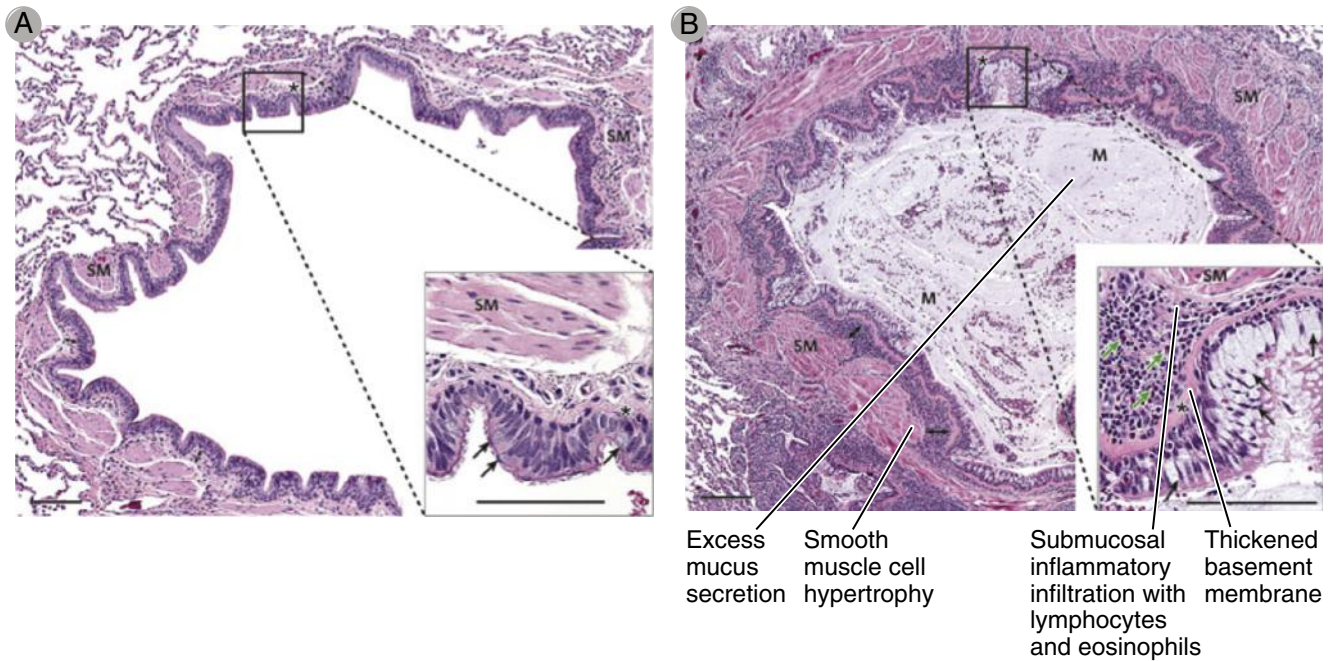 A
B
*
SM
SM
SM
*
*
SM
M
M
SM
SM
*
Excess
mucus
secretion
Smooth
muscle cell
hypertrophy
Submucosal
inflammatory
infiltration with
lymphocytes
and eosinophils
Thickened
basement
membrane